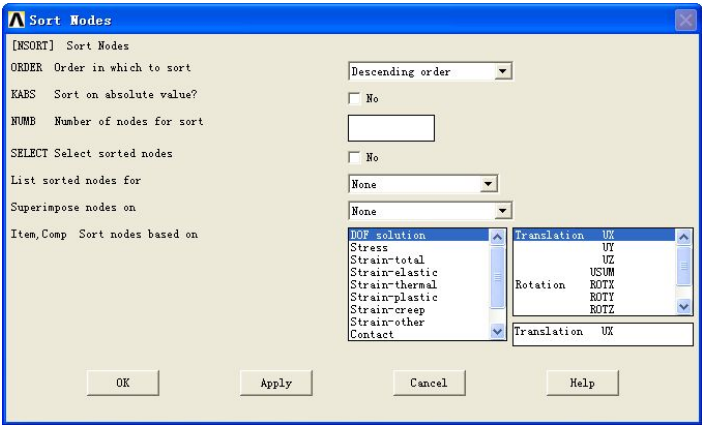 Sort Nodes
[NSORT] Sort Nodes
ORDER Order in which to sort
Descending order
KABS Sort on absolute value?
No
NUMB Number of nodes for sort
SELECT Select sorted nodes
No
List sorted nodes for
None
Superimpose nodes on
None
Item,Comp Sort nodes based on
DOF solution
Stress
Strain-total
Strain-elastic
Strain-thermal
Strain-plastic
Strain-creep
Strain-other
Contact
Translation UX
UY
UZ
USUM
Rotation ROTX
ROTY
ROTZ
Translation UX
OK Apply Cancel Help